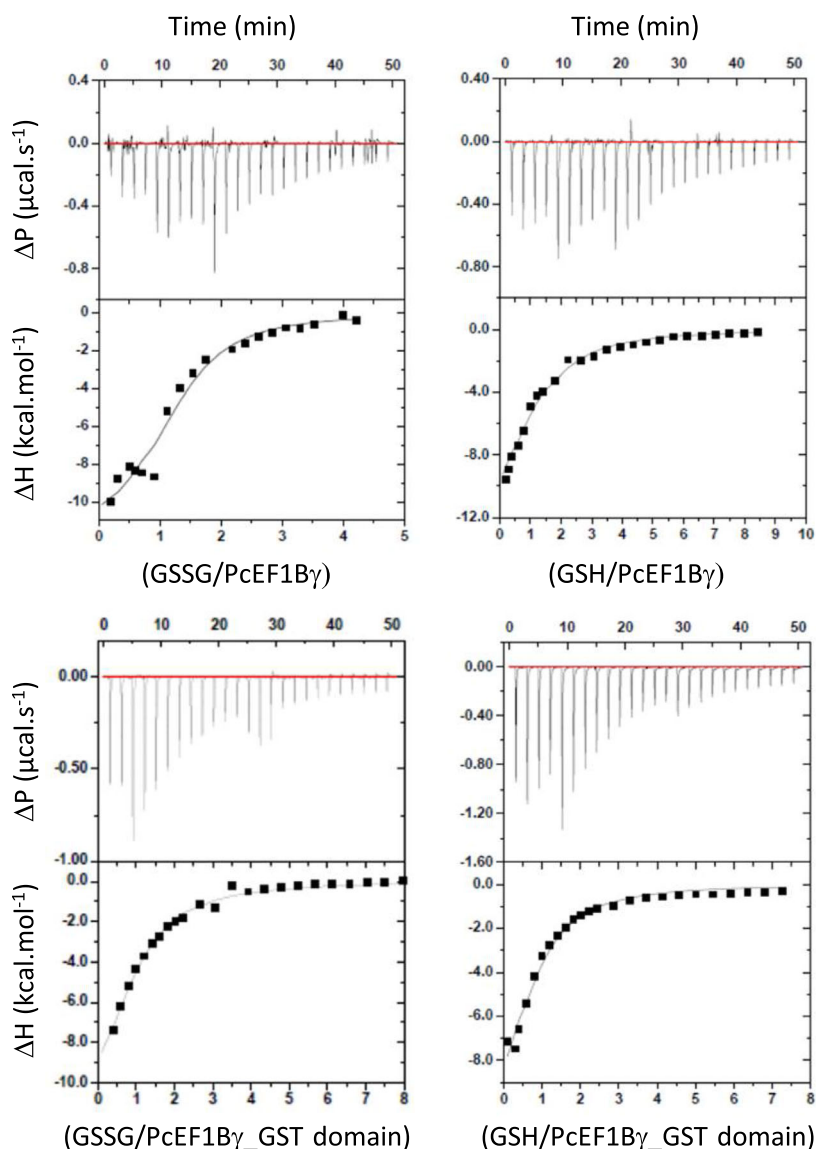 Time (min)
Time (min)
0 10 20 30 40 50
0 10 20 30 40 50
0.4
0.0
-0.4
-0.8
ΔP (μcal.s-1)
0.40
0.00
-0.40
-0.80
0
-2
-4
-6
-8
-10
ΔH (kcal.mol-1)
0.0
-4.0
-8.0
-12.0
0 1 2 3 4 5
0 1 2 3 4 5 6 7 8 9 10
(GSSG/PcEF1Bγ)
(GSH/PcEF1Bγ)
0 10 20 30 40 50
0 10 20 30 40 50
0.00
-0.50
-1.00
ΔP (μcal.s-1)
0.00
-0.40
-0.80
-1.20
-1.60
0.0
-2.0
-4.0
-6.0
-8.0
-10.0
ΔH (kcal.mol-1)
0.0
-2.0
-4.0
-6.0
-8.0
0 1 2 3 4 5 6 7 8
0 1 2 3 4 5 6 7 8
(GSSG/PcEF1Bγ_GST domain)
(GSH/PcEF1Bγ_GST domain)